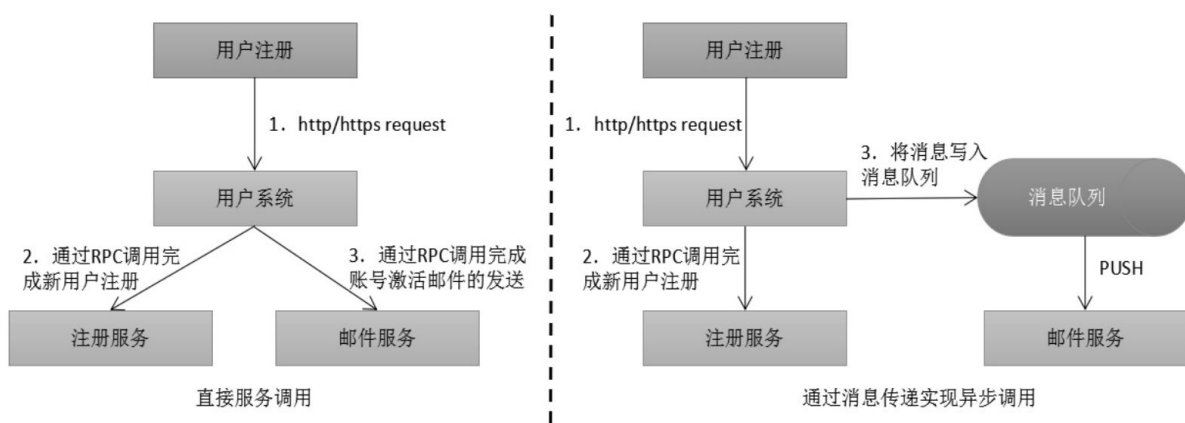 用户注册
1. http/https request
用户系统
2. 通过RPC调用完
成新用户注册
3. 通过RPC调用完成
账号激活邮件的发送
注册服务
邮件服务
直接服务调用
用户注册
1. http/https request
用户系统
3. 将消息写入
消息队列
消息队列
2. 通过RPC调用完
成新用户注册
PUSH
注册服务
邮件服务
通过消息传递实现异步调用